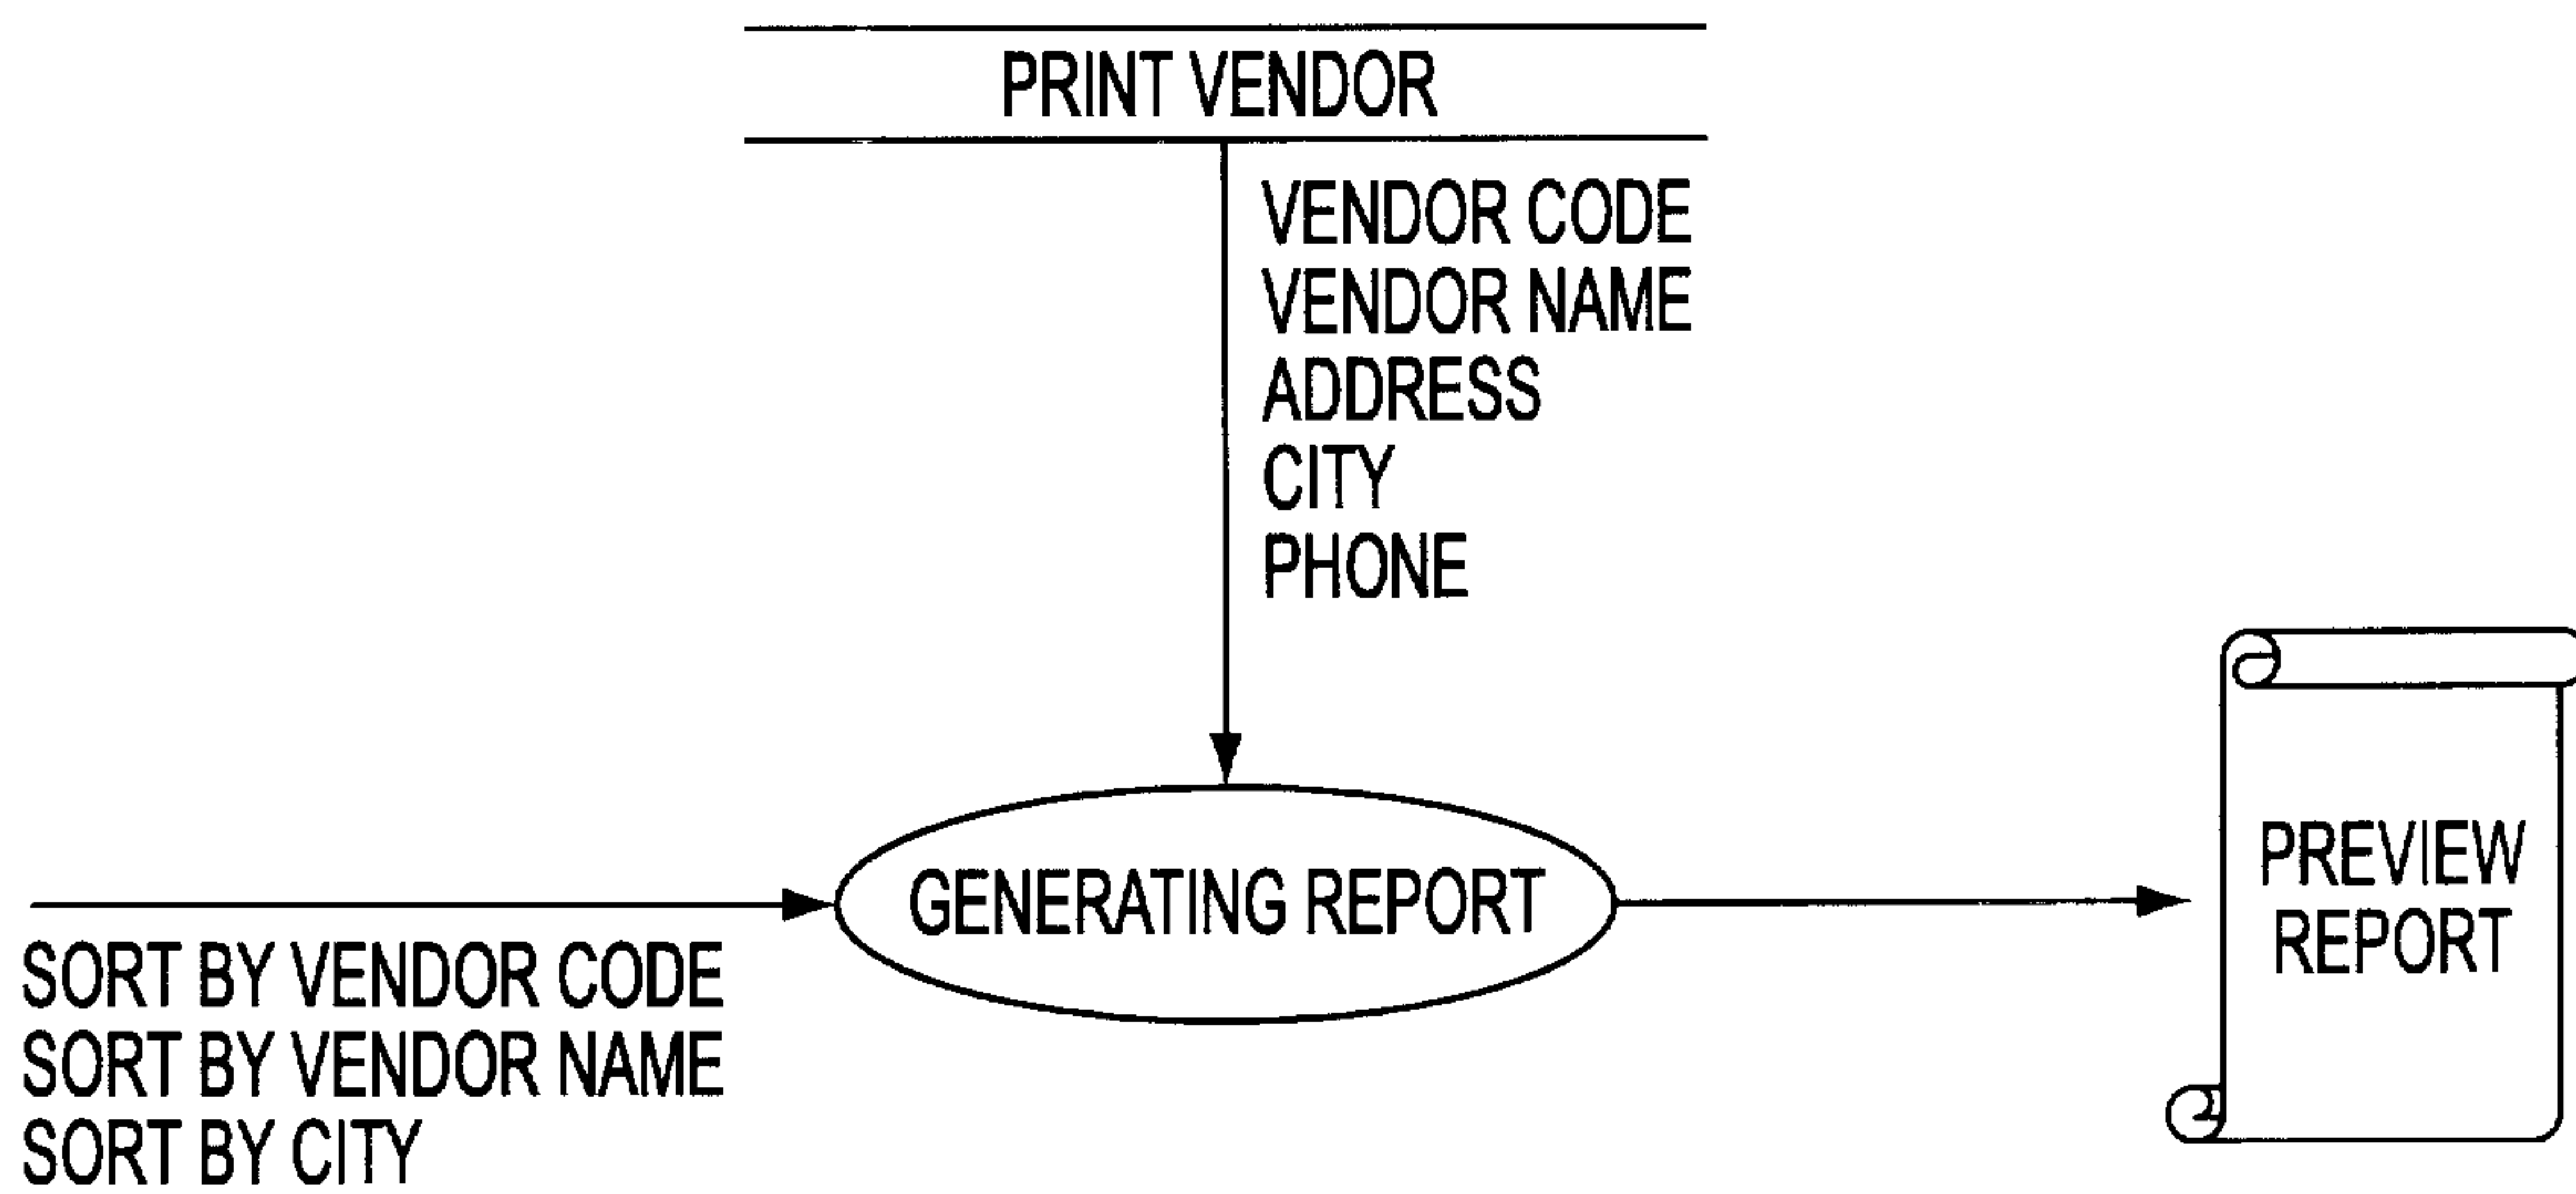 PRINT VENDOR
VENDOR CODE
VENDOR NAME
ADDRESS
CITY
PHONE
GENERATING REPORT
PREVIEW
REPORT
SORT BY VENDOR CODE
SORT BY VENDOR NAME
SORT BY CITY